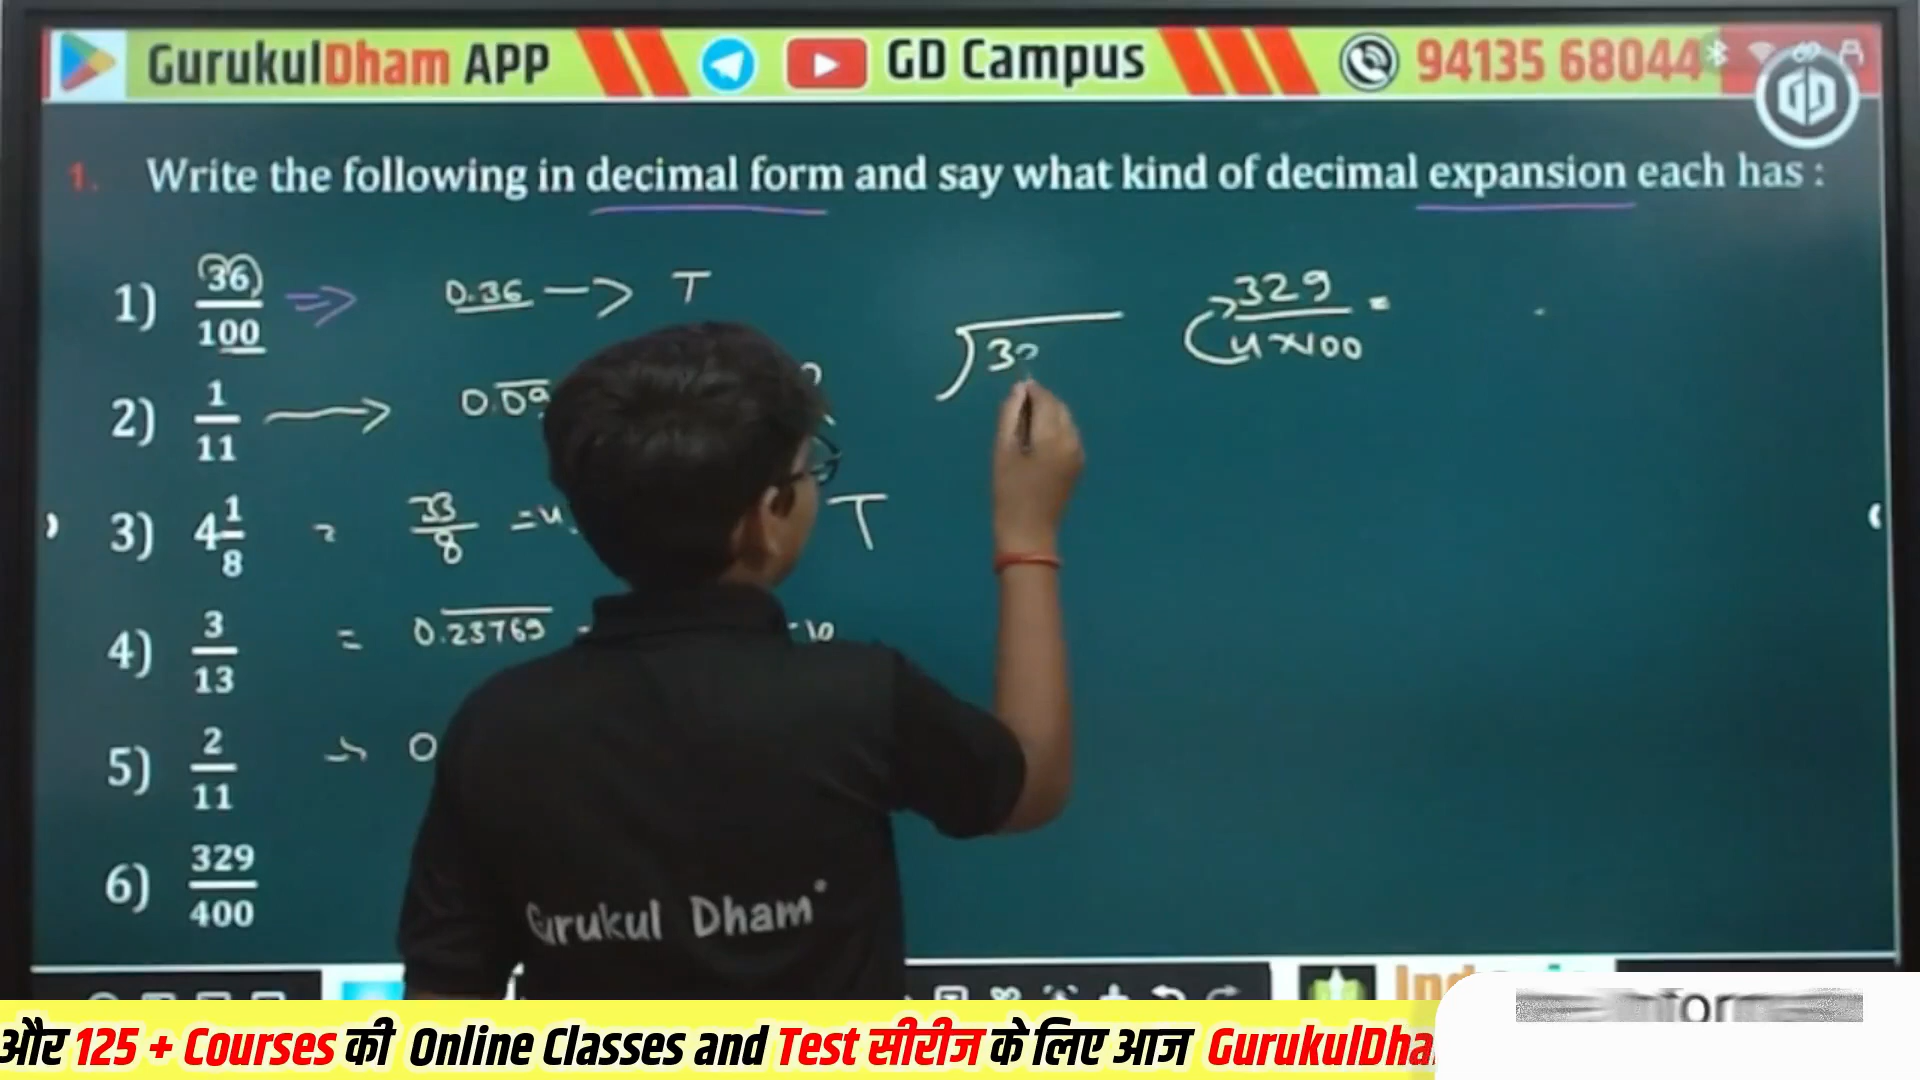 GurukulDham APP GD Campus 94135 68044
1. Write the following in decimal form and say what kind of decimal expansion each has :
1) 36/100 ⇒ 0.36 → T
329/4×100 =
2) 1/11 → 0.09
3) 4 1/8 = 33/8 = 4. T
4) 3/13 = 0.23769
5) 2/11 → 0
6) 329/400
Gurukul Dham
और 125 + Courses की Online Classes and Test सीरीज के लिए आज GurukulDha